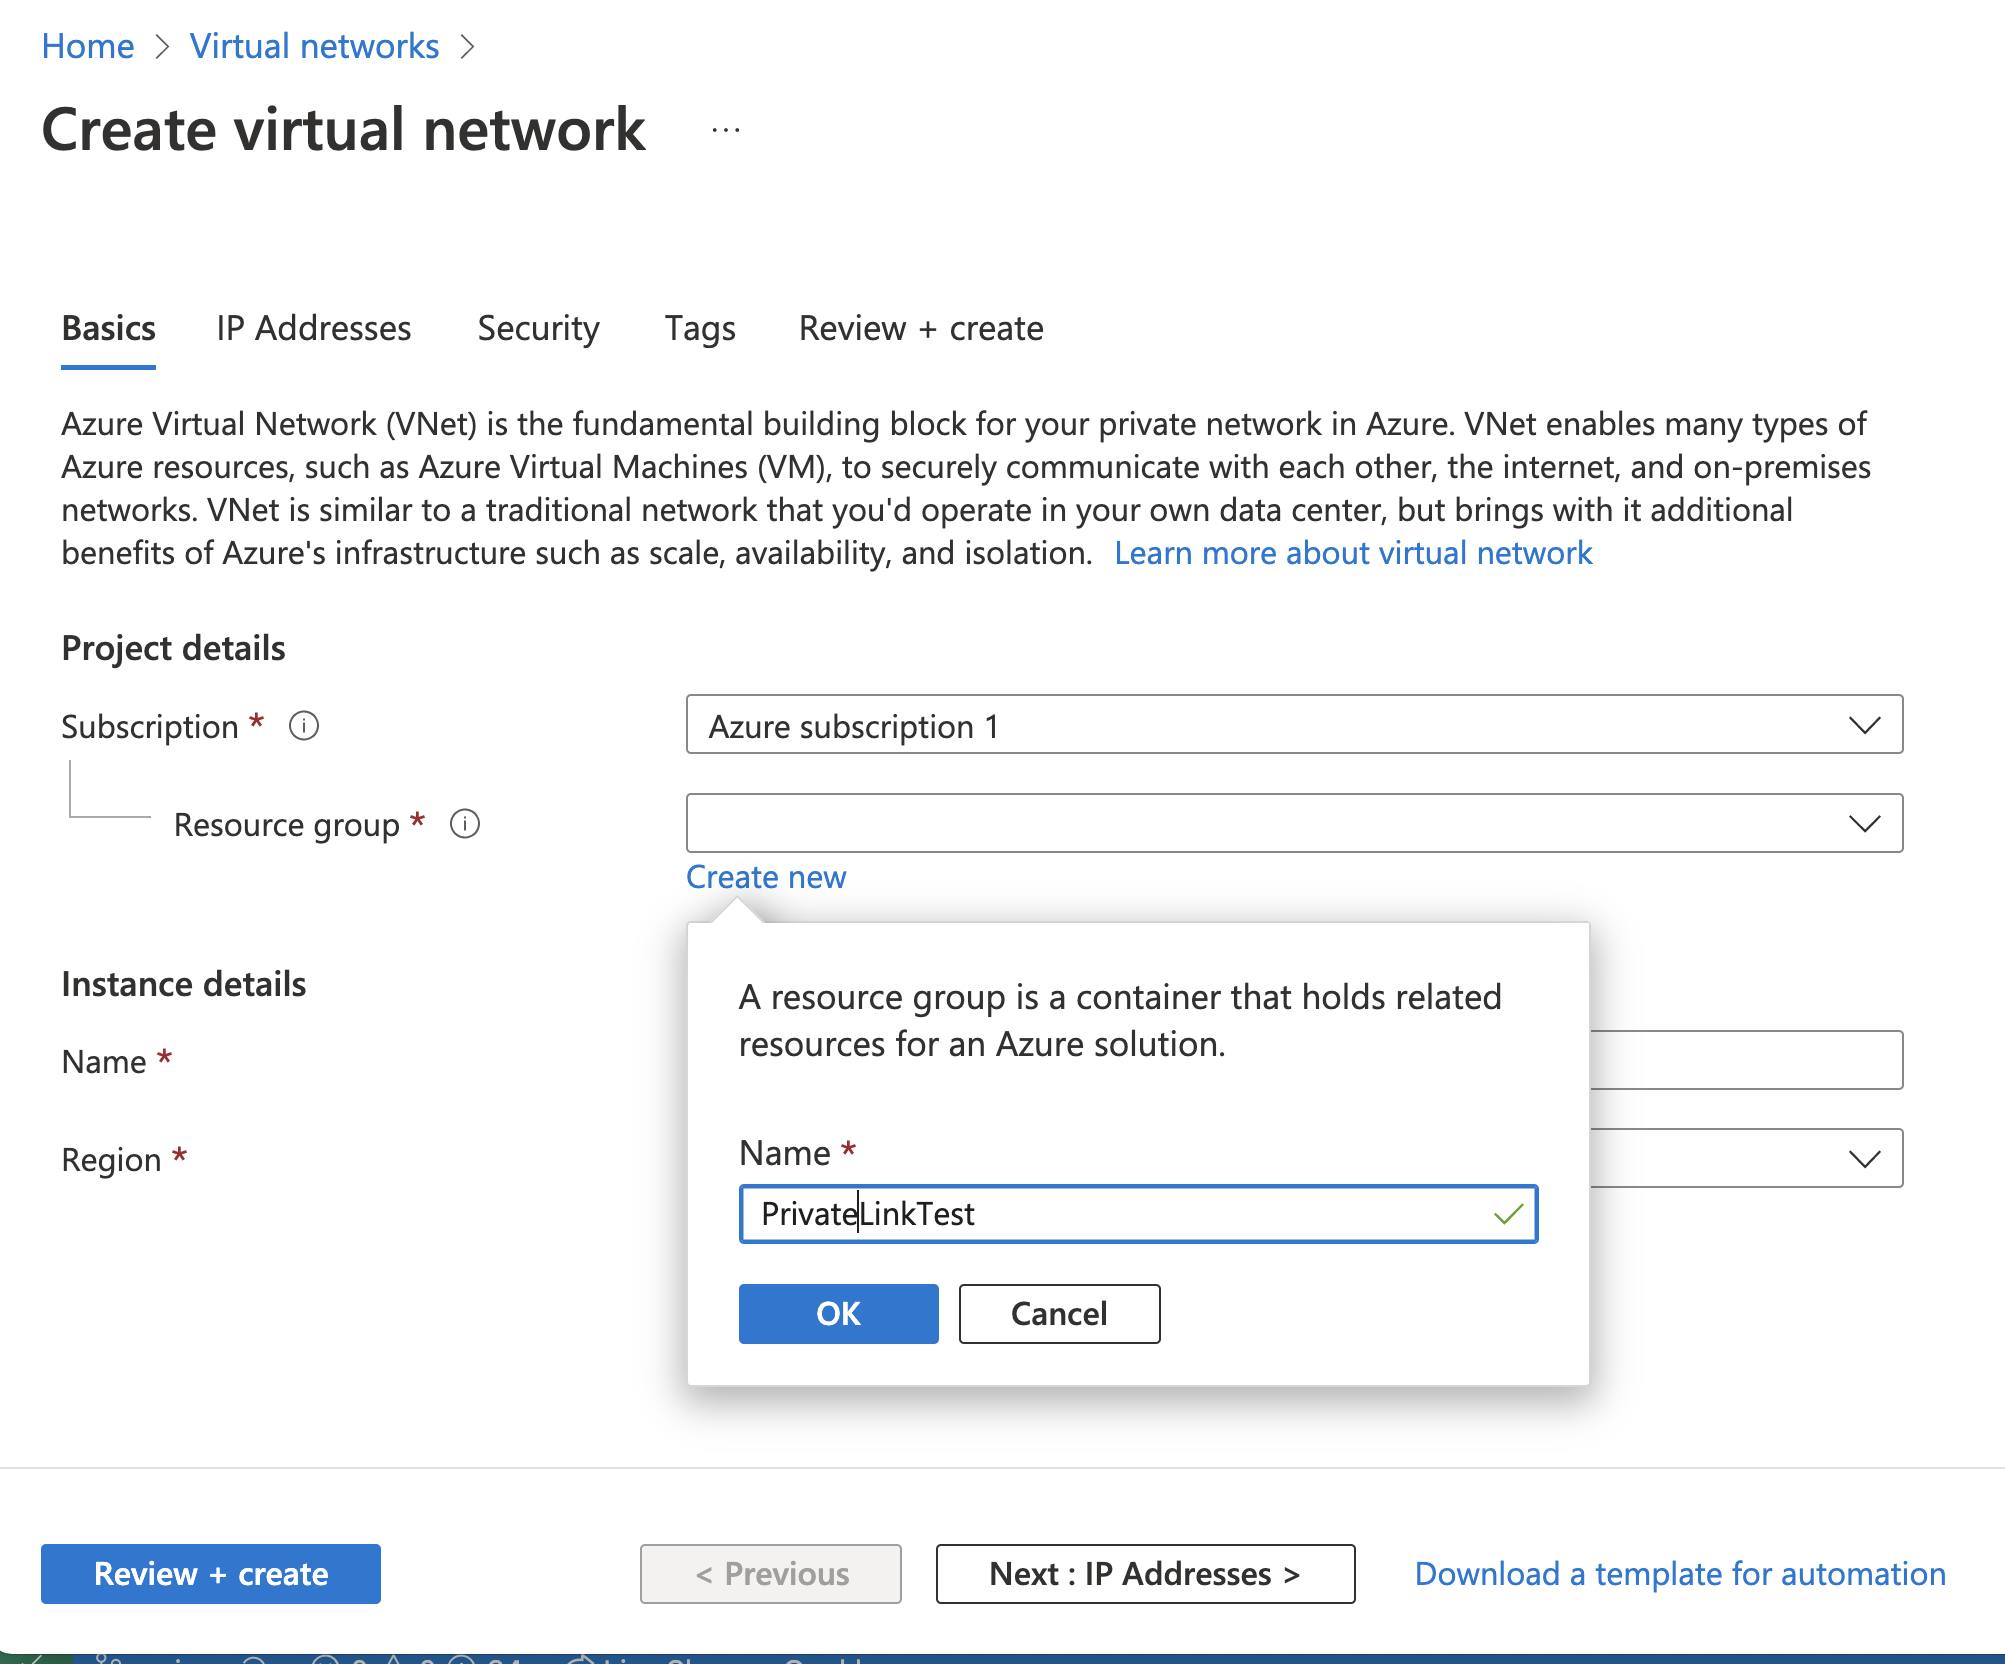 Home > Virtual networks >
Create virtual network ...
Basics IP Addresses Security Tags Review + create
Azure Virtual Network (VNet) is the fundamental building block for your private network in Azure. VNet enables many types of
Azure resources, such as Azure Virtual Machines (VM), to securely communicate with each other, the internet, and on-premises
networks. VNet is similar to a traditional network that you'd operate in your own data center, but brings with it additional
benefits of Azure's infrastructure such as scale, availability, and isolation. Learn more about virtual network
Project details
Subscription * Azure subscription 1
Resource group *
Create new
A resource group is a container that holds related
resources for an Azure solution.
Instance details
Name *
Region *
Name *
PrivateLinkTest
OK Cancel
Review + create < Previous Next : IP Addresses > Download a template for automation